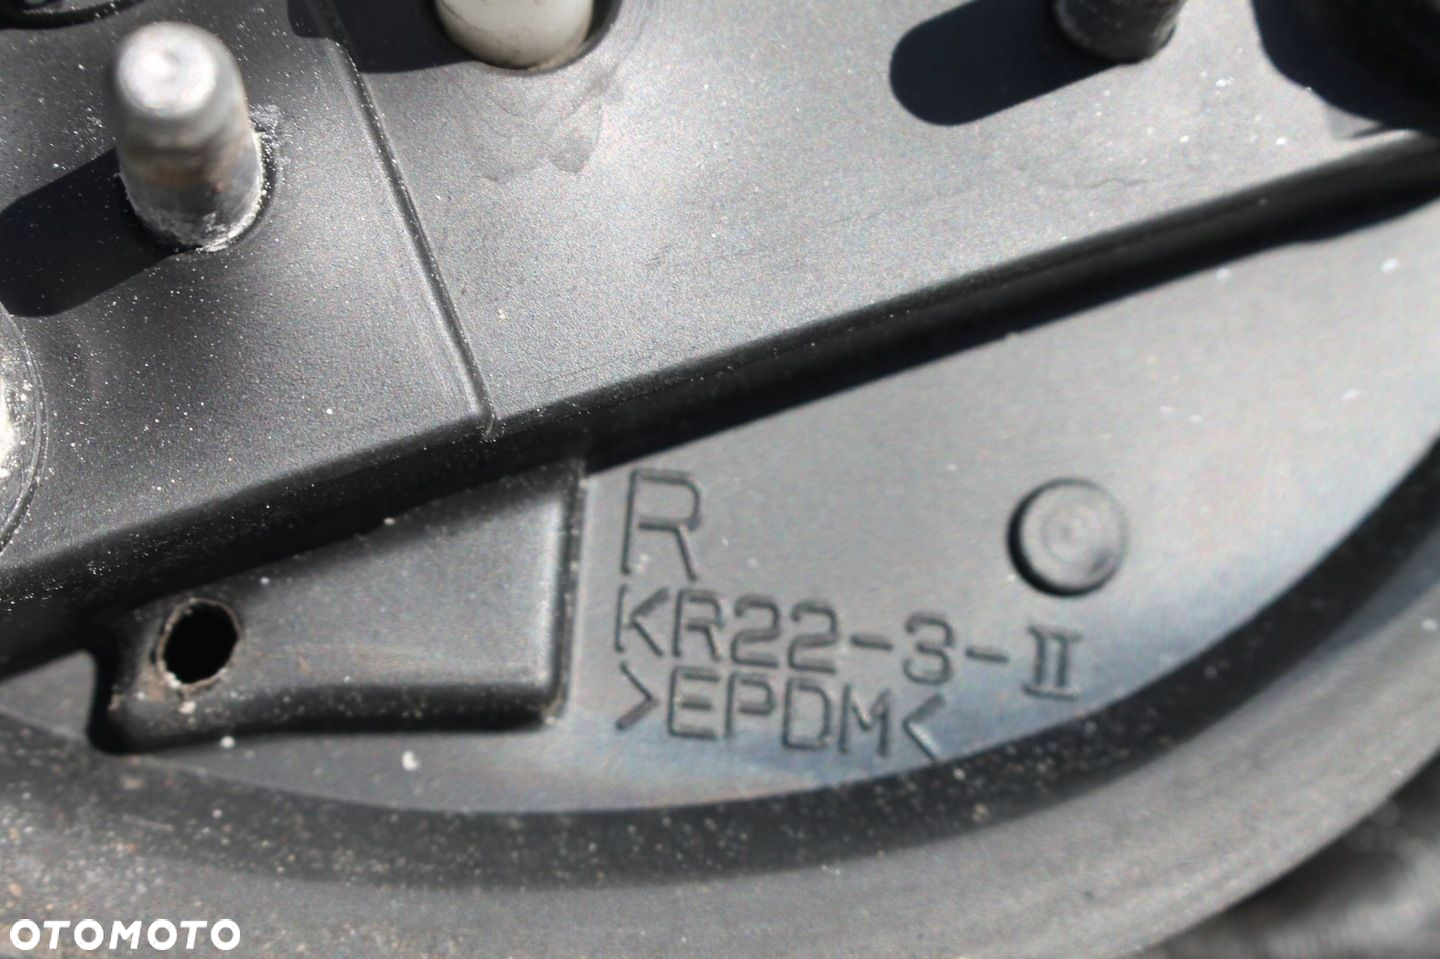 R
KR22-3-II
>EPDM<
OTOMOTO